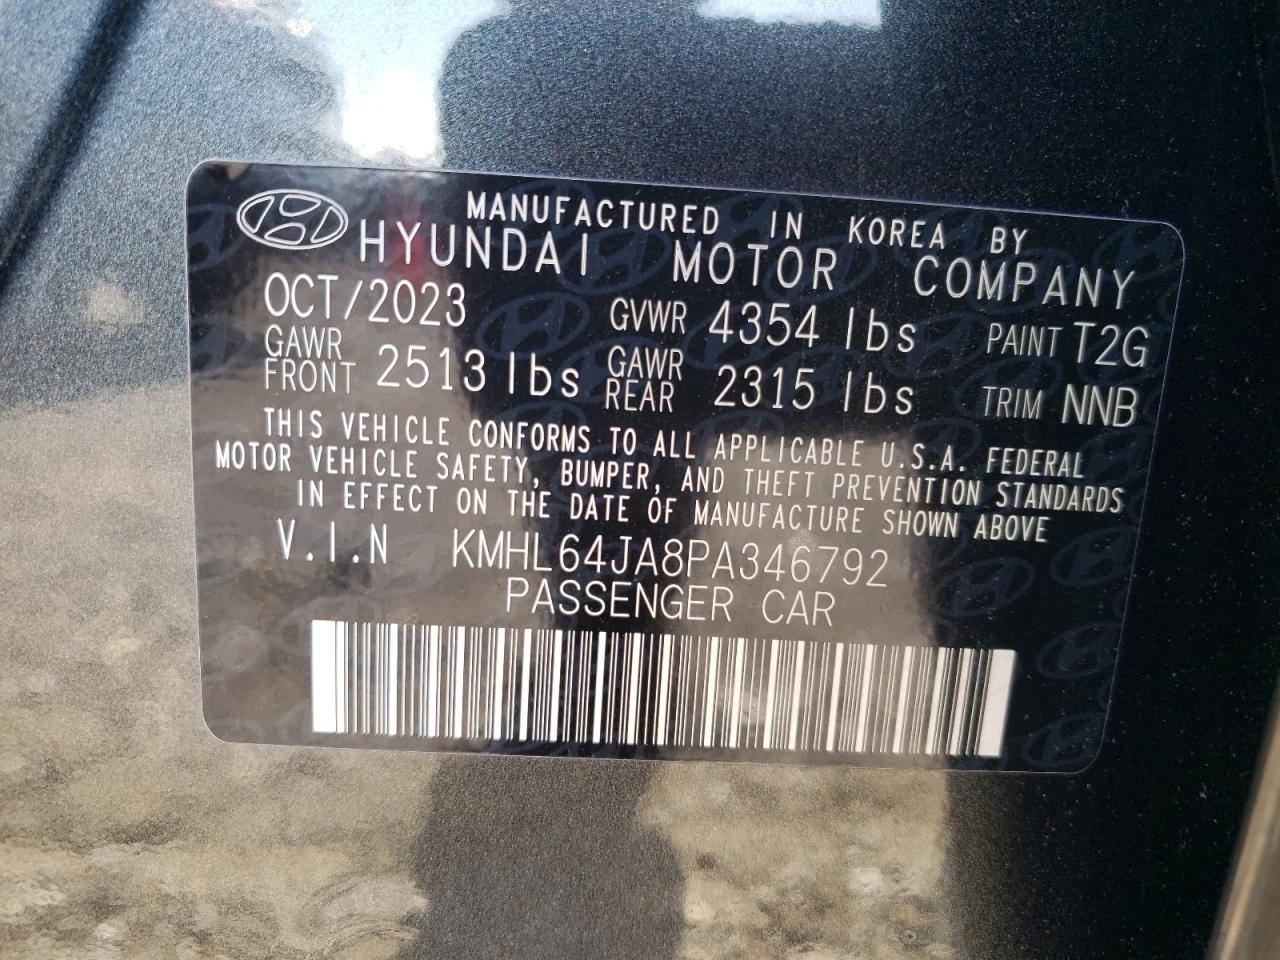 MANUFACTURED IN KOREA BY
HYUNDAI MOTOR COMPANY
OCT/2023 GVWR 4354 lbs PAINT T2G
GAWR FRONT 2513 lbs GAWR REAR 2315 lbs TRIM NNB
THIS VEHICLE CONFORMS TO ALL APPLICABLE U.S.A. FEDERAL
MOTOR VEHICLE SAFETY, BUMPER, AND THEFT PREVENTION STANDARDS
IN EFFECT ON THE DATE OF MANUFACTURE SHOWN ABOVE
V.I.N KMHL64JA8PA346792
PASSENGER CAR